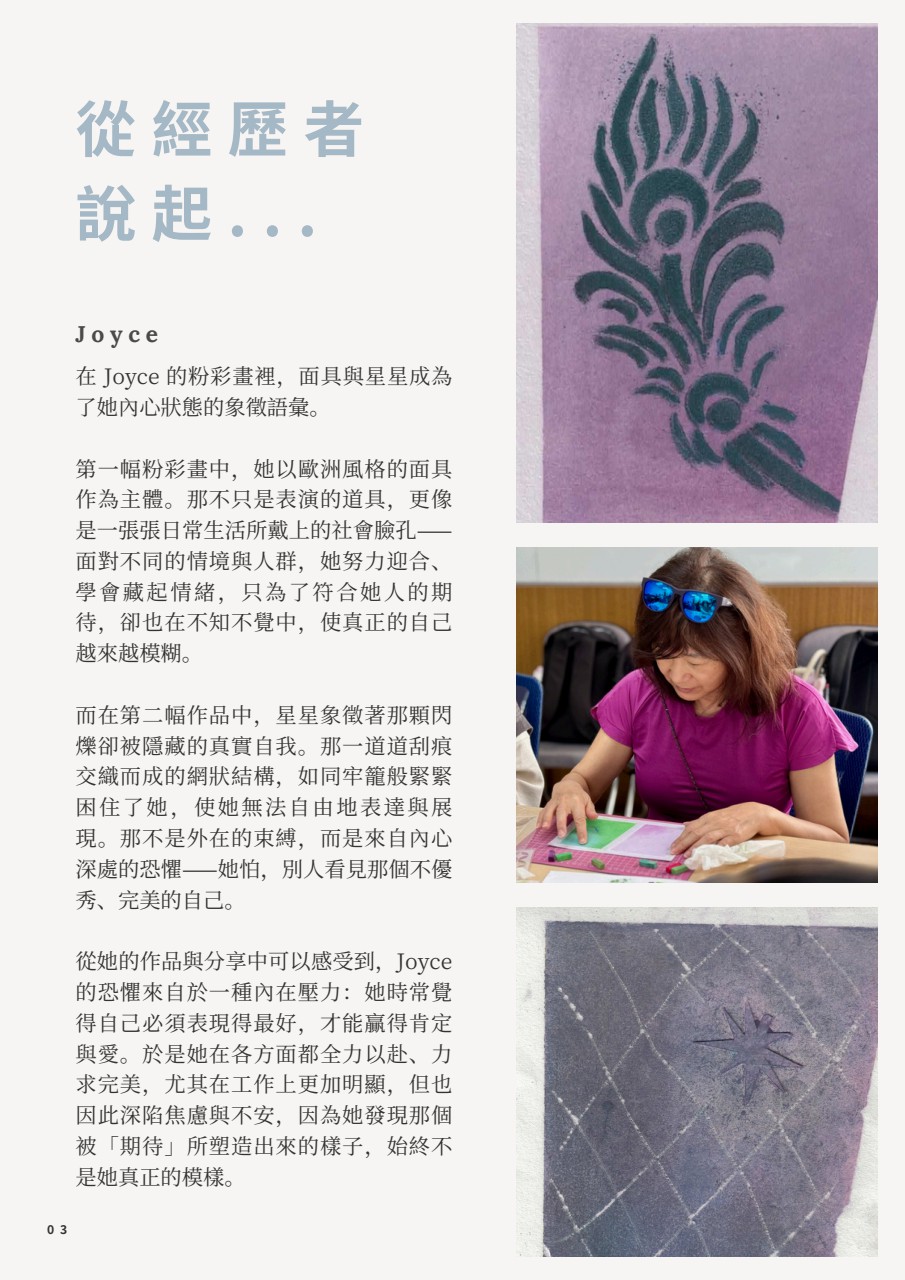 從經歷者
說起...
Joyce
在 Joyce 的粉彩畫裡，面具與星星成為
了她內心狀態的象徵語彙。
第一幅粉彩畫中，她以歐洲風格的面具
作為主體。那不只是表演的道具，更像
是一張張日常生活所戴上的社會臉孔——
面對不同的情境與人群，她努力迎合、
學會藏起情緒，只為了符合她人的期
待，卻也在不知不覺中，使真正的自己
越來越模糊。
而在第二幅作品中，星星象徵著那顆閃
爍卻被隱藏的真實自我。那一道道刮痕
交織而成的網狀結構，如同牢籠般緊緊
困住了她，使她無法自由地表達與展
現。那不是外在的束縛，而是來自內心
深處的恐懼——她怕，別人看見那個不優
秀、完美的自己。
從她的作品與分享中可以感受到，Joyce
的恐懼來自於一種內在壓力：她時常覺
得自己必須表現得最好，才能贏得肯定
與愛。於是她在各方面都全力以赴、力
求完美，尤其在工作上更加明顯，但也
因此深陷焦慮與不安，因為她發現那個
被「期待」所塑造出來的樣子，始終不
是她真正的模樣。
03